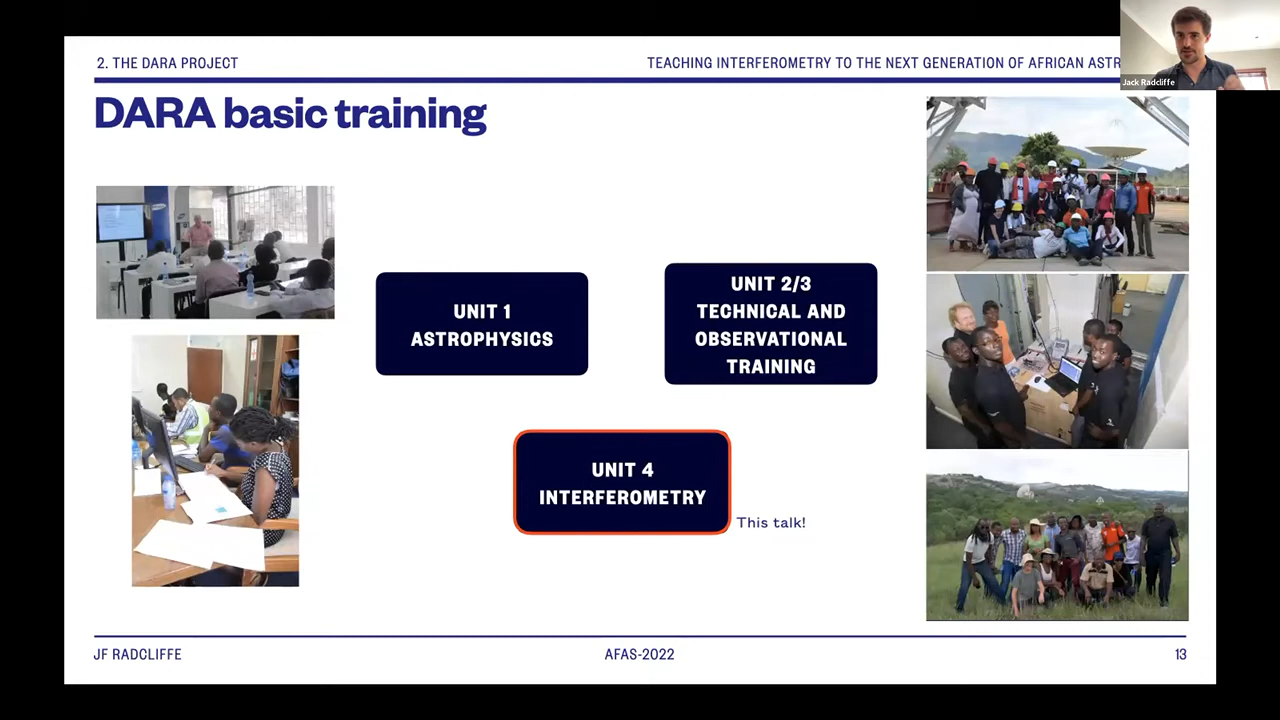 2. THE DARA PROJECT
TEACHING INTERFEROMETRY TO THE NEXT GENERATION OF AFRICAN
Jack Radcliffe
DARA basic training
UNIT 1
ASTROPHYSICS
UNIT 2/3
TECHNICAL AND
OBSERVATIONAL
TRAINING
UNIT 4
INTERFEROMETRY
This talk!
JF RADCLIFFE
AFAS-2022
13